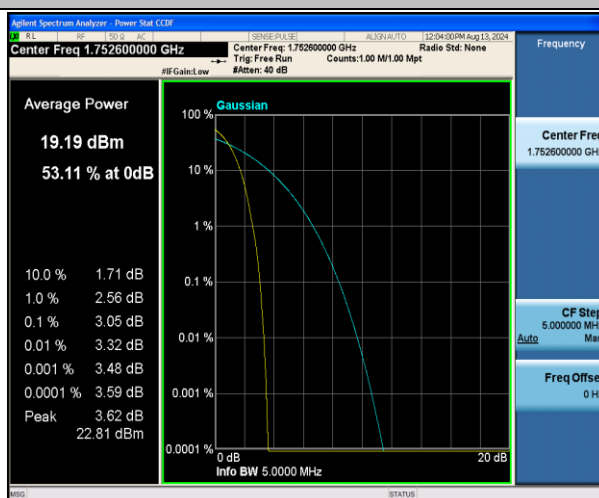 Agilent Spectrum Analyzer - Power Stat CCDF
RL RF 50 Ω AC SENSE:PULSE ALIGN AUTO 12:04:00 PM Aug 13, 2024
Center Freq 1.752600000 GHz
Center Freq: 1.752600000 GHz Radio Std: None
Trig: Free Run Counts:1.00 M/1.00 Mpt
#IFGain:Low #Atten: 40 dB
Frequency
Average Power
19.19 dBm
53.11 % at 0dB
10.0 % 1.71 dB
1.0 % 2.56 dB
0.1 % 3.05 dB
0.01 % 3.32 dB
0.001 % 3.48 dB
0.0001 % 3.59 dB
Peak 3.62 dB
22.81 dBm
Gaussian
100 %
10 %
1 %
0.1 %
0.01 %
0.001 %
0.0001 %
0 dB 20 dB
Info BW 5.0000 MHz
Center Fre
1.752600000 GH
CF Step
5.000000 MH
Auto Ma
Freq Offse
0 H
MSG STATUS